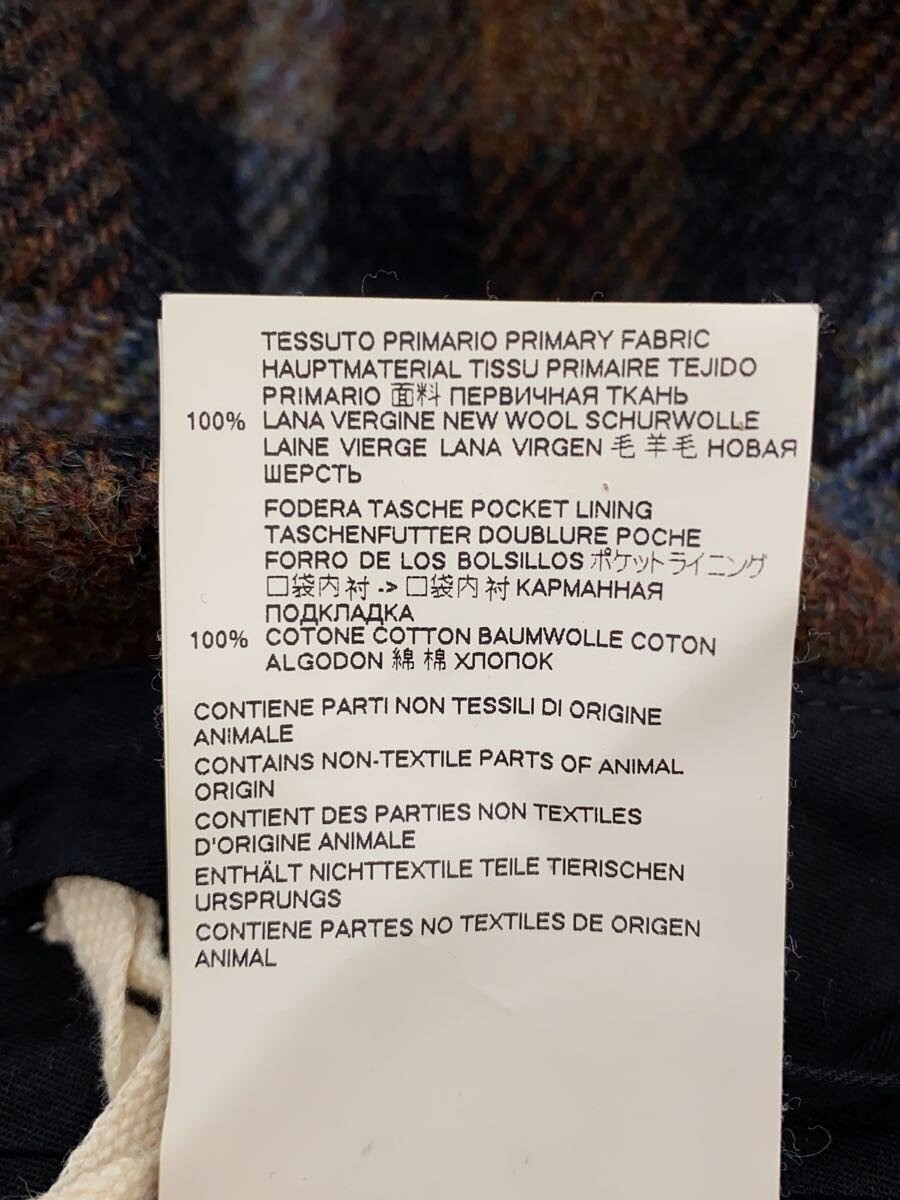 TESSUTO PRIMARIO PRIMARY FABRIC
HAUPTMATERIAL TISSU PRIMAIRE TEJIDO
PRIMARIO 面料 ПЕРВИЧНАЯ ТКАНЬ
100% LANA VERGINE NEW WOOL SCHURWOLLE
LAINE VIERGE LANA VIRGEN 毛 羊毛 НОВАЯ
ШЕРСТЬ
FODERA TASCHE POCKET LINING
TASCHENFUTTER DOUBLURE POCHE
FORRO DE LOS BOLSILLOS ポケットライニング
口袋内衬 -> 口袋内衬 КАРМАННАЯ
ПОДКЛАДКА
100% COTONE COTTON BAUMWOLLE COTON
ALGODON 綿 棉 ХЛОПОК
CONTIENE PARTI NON TESSILI DI ORIGINE
ANIMALE
CONTAINS NON-TEXTILE PARTS OF ANIMAL
ORIGIN
CONTIENT DES PARTIES NON TEXTILES
D'ORIGINE ANIMALE
ENTHÄLT NICHTTEXTILE TEILE TIERISCHEN
URSPRUNGS
CONTIENE PARTES NO TEXTILES DE ORIGEN
ANIMAL